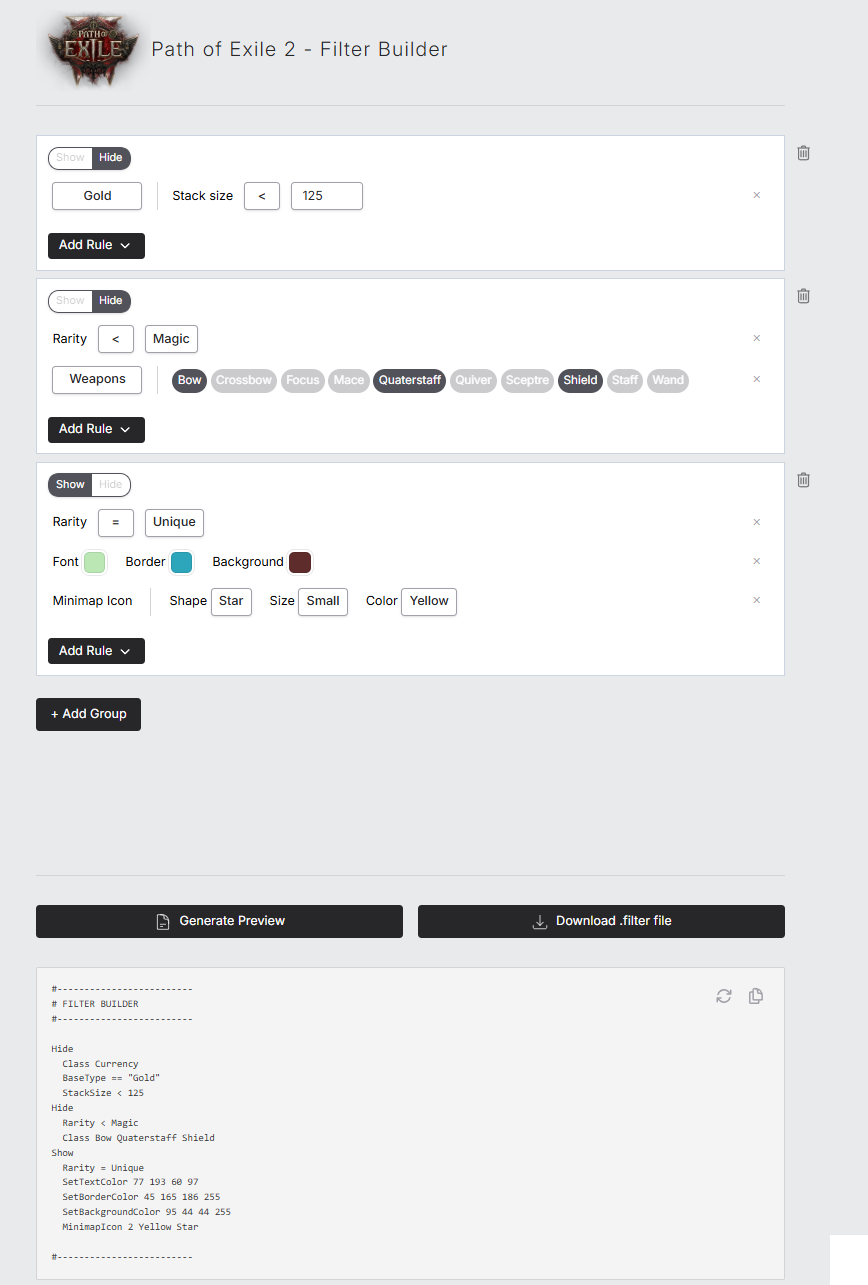 PATH OF
EXILE
Path of Exile 2 - Filter Builder
Show Hide
Gold Stack size < 125 ×
Add Rule
Show Hide
Rarity < Magic ×
Weapons Bow Crossbow Focus Mace Quaterstaff Quiver Sceptre Shield Staff Wand ×
Add Rule
Show Hide
Rarity = Unique ×
Font Border Background ×
Minimap Icon Shape Star Size Small Color Yellow ×
Add Rule
+ Add Group
Generate Preview Download .filter file
#-------------------------
# FILTER BUILDER
#-------------------------
Hide
Class Currency
BaseType == "Gold"
StackSize < 125
Hide
Rarity < Magic
Class Bow Quaterstaff Shield
Show
Rarity = Unique
SetTextColor 77 193 60 97
SetBorderColor 45 165 186 255
SetBackgroundColor 95 44 44 255
MinimapIcon 2 Yellow Star
#-------------------------